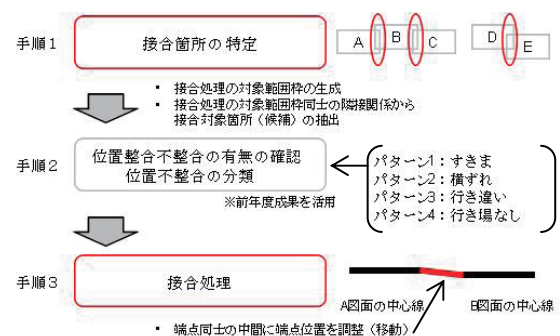 手順1
接合箇所の特定
A
B
C
D
E
・ 接合処理の対象範囲枠の生成
・ 接合処理の対象範囲枠同士の隣接関係から
接合対象箇所（候補）の抽出
手順2
位置整合不整合の有無の確認
位置不整合の分類
※前年度成果を活用
パターン1：すきま
パターン2：横ずれ
パターン3：行き違い
パターン4：行き場なし
手順3
接合処理
A図面の中心線
B図面の中心線
・ 端点同士の中間に端点位置を調整（移動）